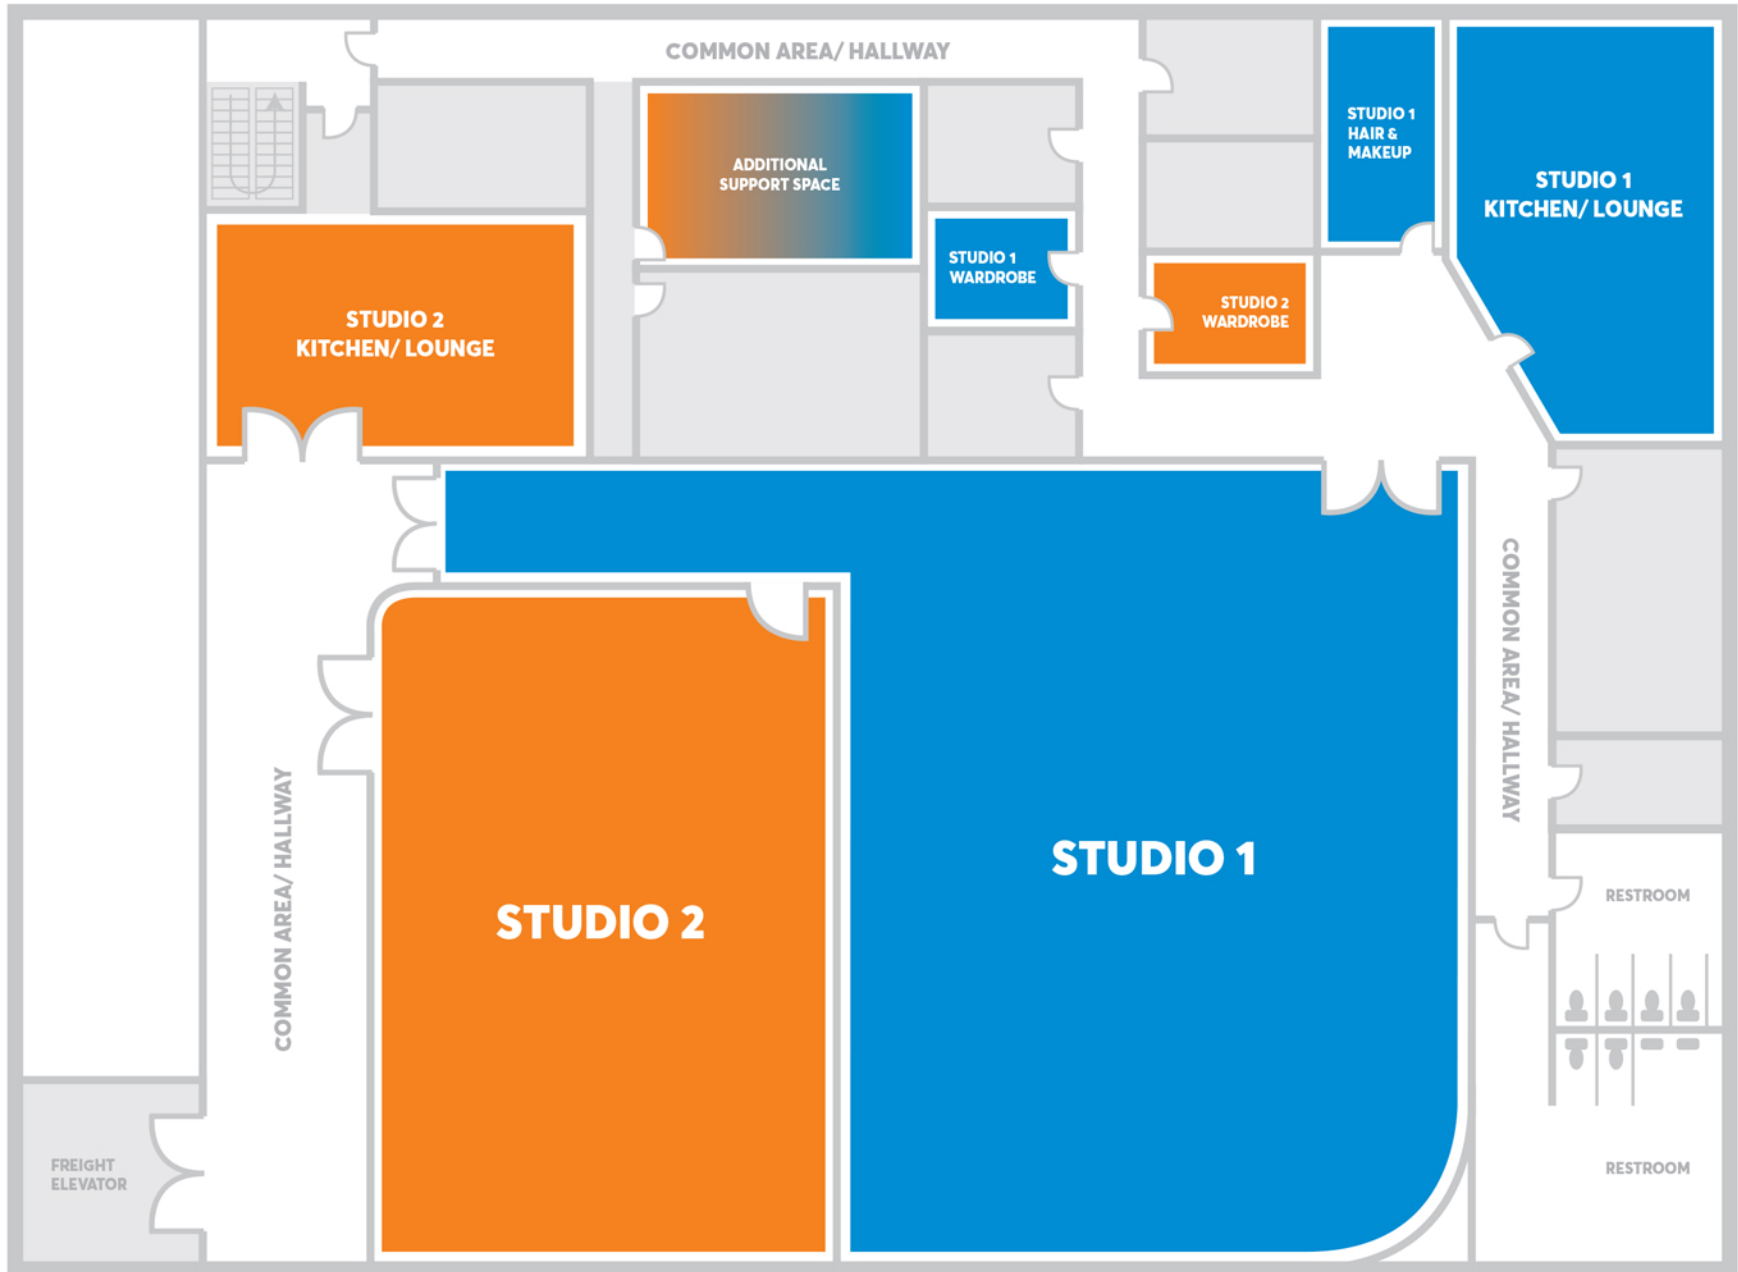 COMMON AREA/ HALLWAY
STUDIO 1
HAIR &
MAKEUP
STUDIO 1
KITCHEN/ LOUNGE
ADDITIONAL
SUPPORT SPACE
STUDIO 1
WARDROBE
STUDIO 2
WARDROBE
STUDIO 2
KITCHEN/ LOUNGE
COMMON AREA/ HALLWAY
STUDIO 1
STUDIO 2
COMMON AREA/ HALLWAY
RESTROOM
FREIGHT
ELEVATOR
RESTROOM